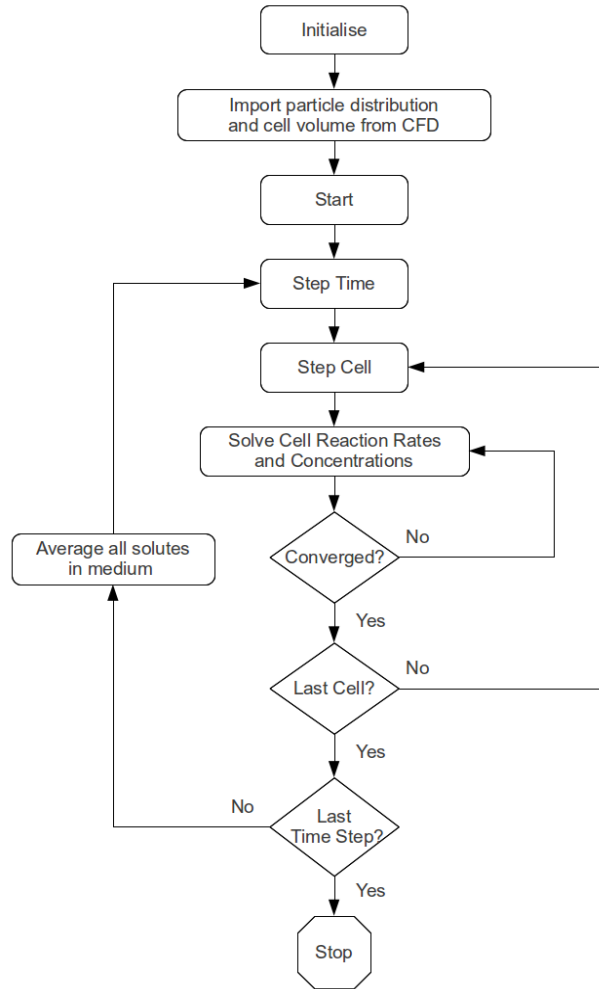 Initialise
Import particle distribution
and cell volume from CFD
Start
Step Time
Step Cell
Solve Cell Reaction Rates
and Concentrations
Average all solutes
in medium
Converged?
No
Yes
Last Cell?
No
Yes
Last
Time Step?
No
Yes
Stop